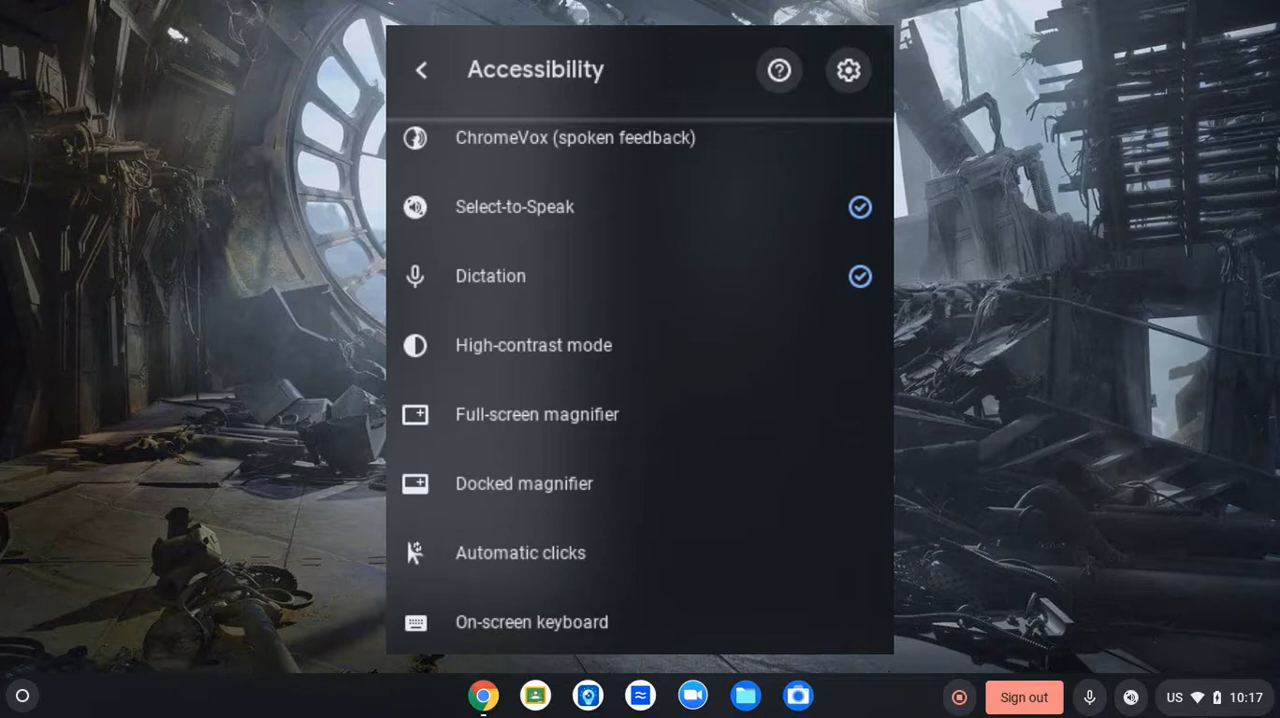 Accessibility
ChromeVox (spoken feedback)
Select-to-Speak
Dictation
High-contrast mode
Full-screen magnifier
Docked magnifier
Automatic clicks
On-screen keyboard
Sign out
US
10:17